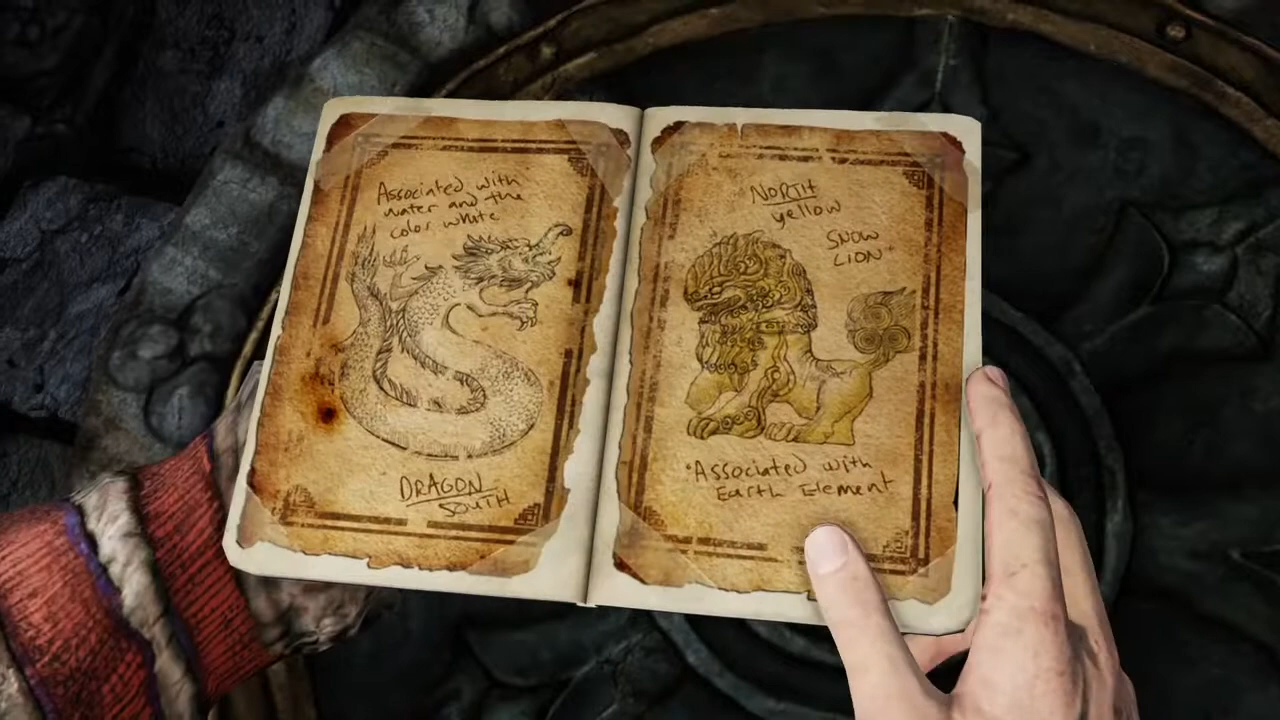 Associated with
water and the
color white
DRAGON
SOUTH
NORTH
yellow
SNOW
LION
Associated with
Earth Element